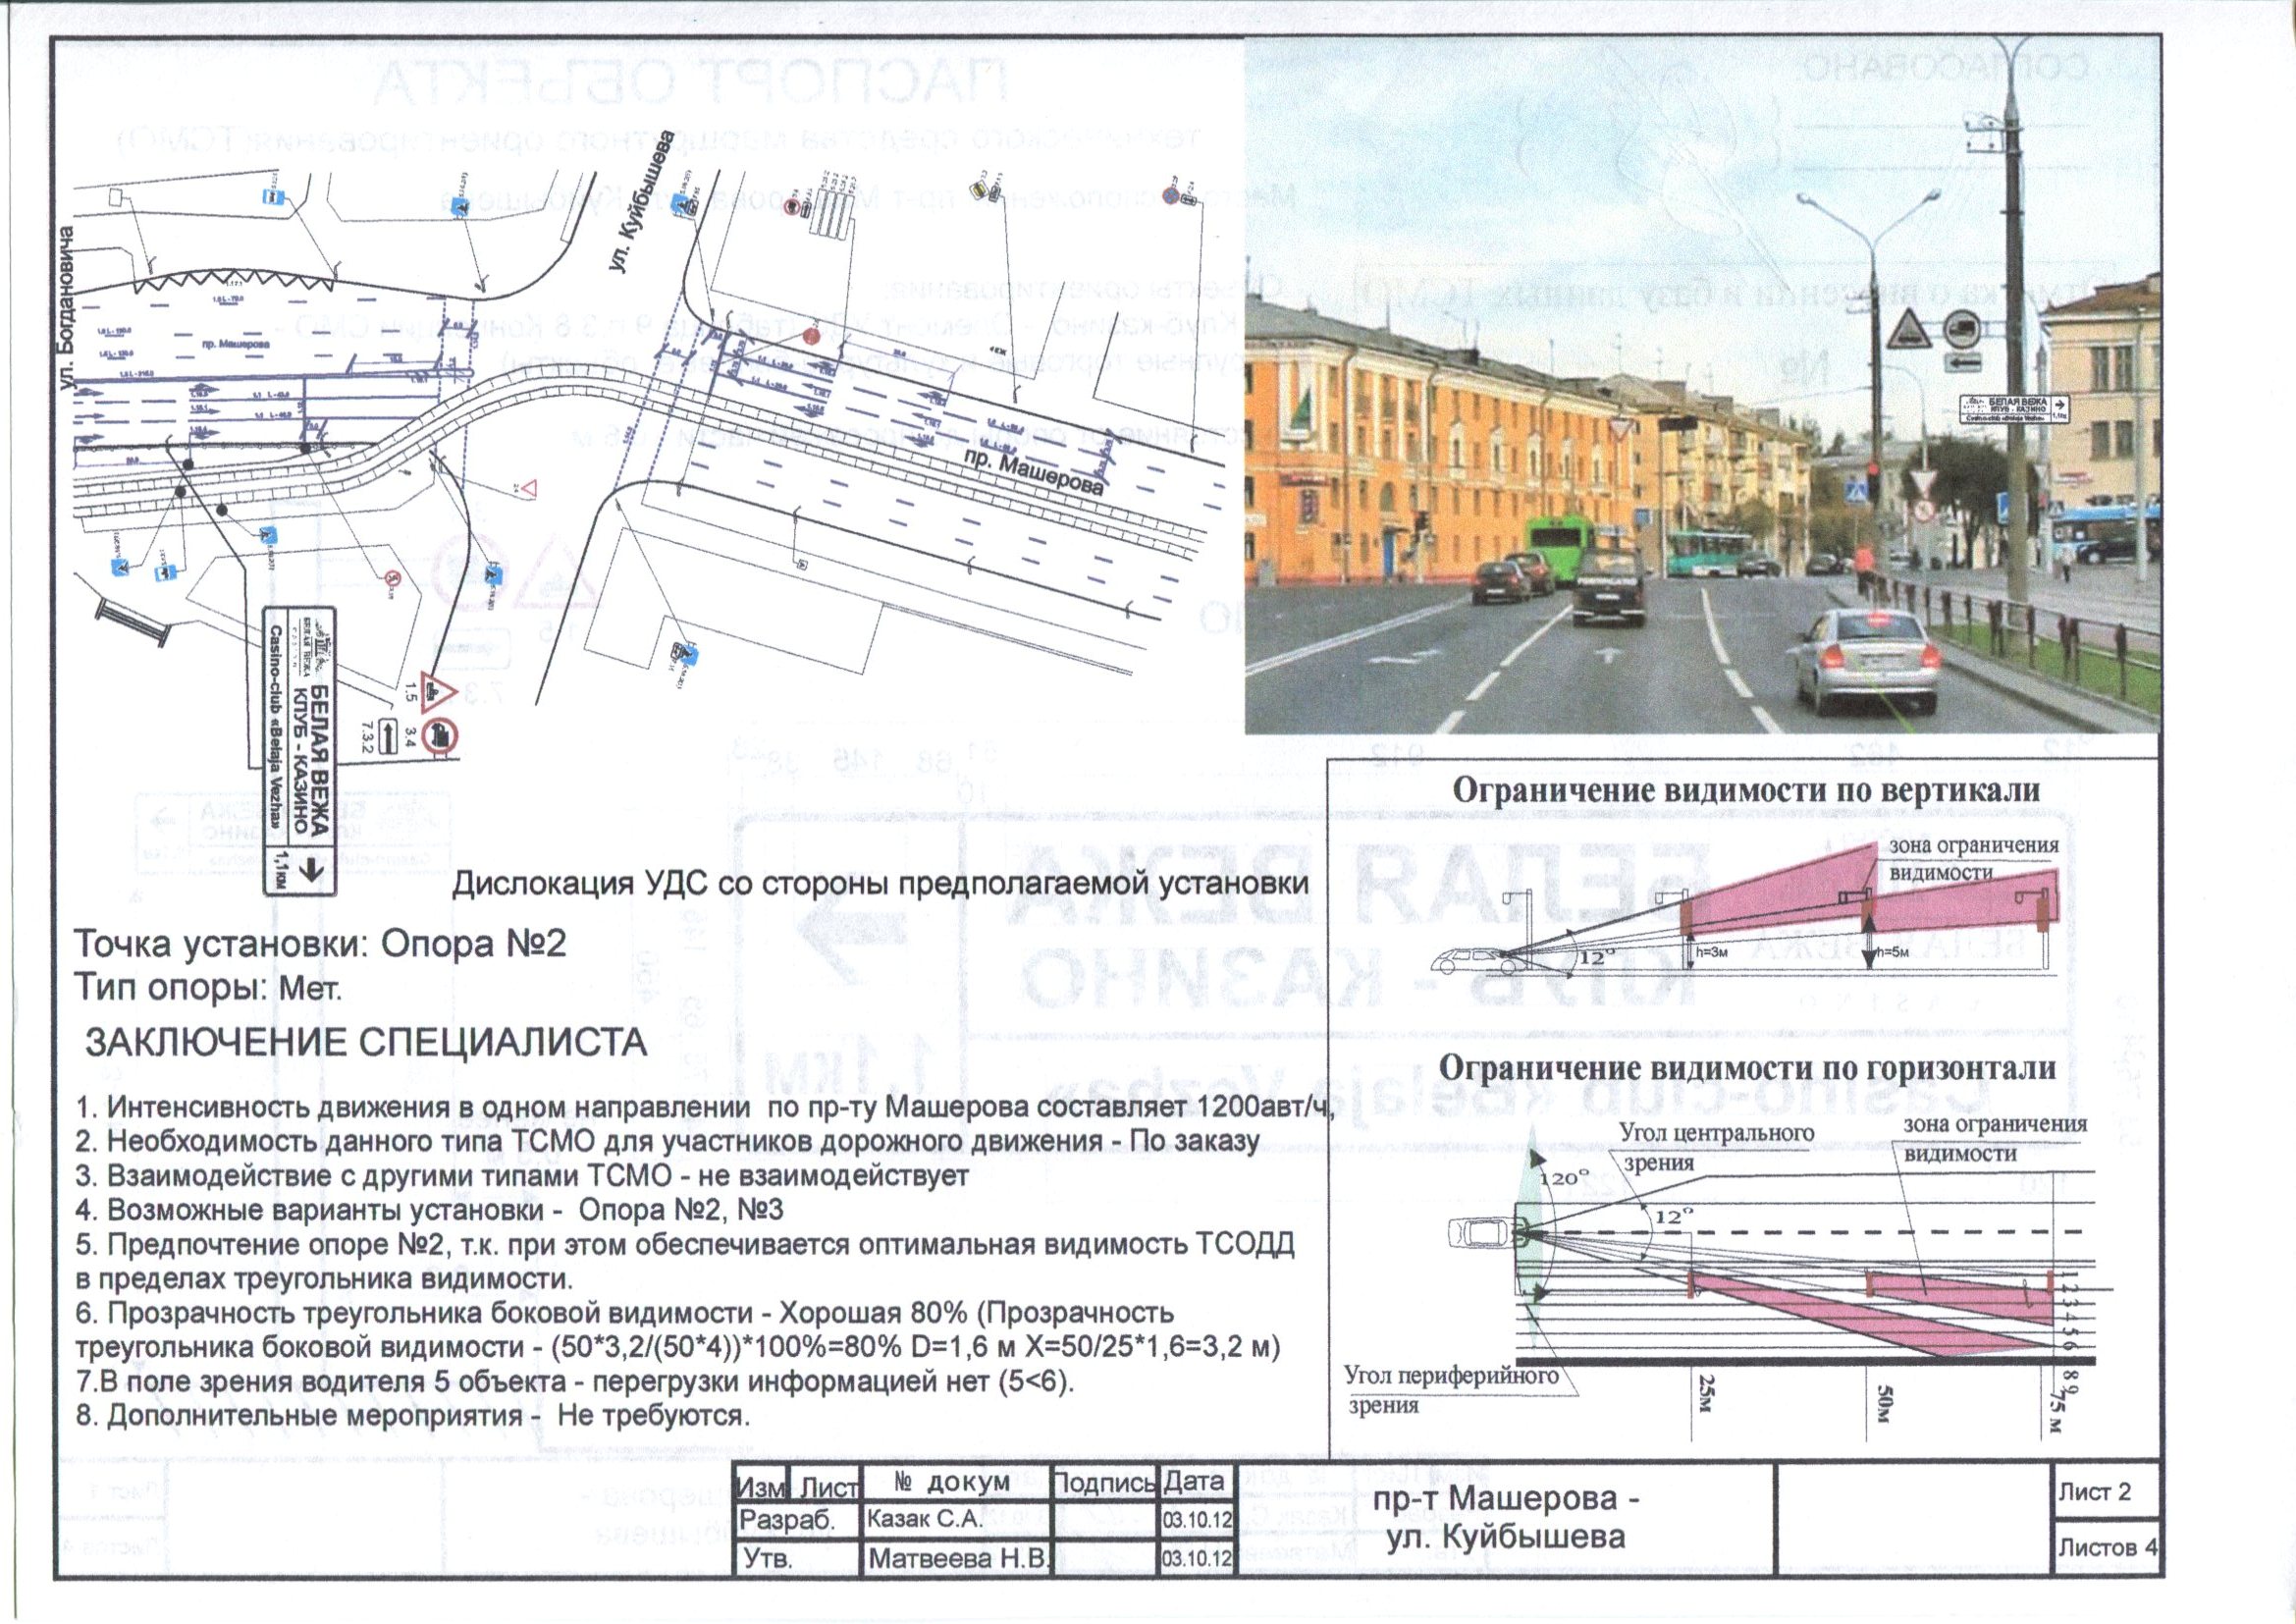 ул. Богдановича
ул. Куйбышева
пр. Машерова
пр. Машерова
БЕЛАЯ ВЕЖА
КЛУБ - КАЗИНО
Casino-club «Belaja Vezha»
1,1км
1.5
3.4
7.3.2
БЕЛАЯ ВЕЖА
КЛУБ - КАЗИНО
Дислокация УДС со стороны предполагаемой установки
Точка установки: Опора №2
Тип опоры: Мет.
ЗАКЛЮЧЕНИЕ СПЕЦИАЛИСТА
1. Интенсивность движения в одном направлении по пр-ту Машерова составляет 1200авт/ч,
2. Необходимость данного типа ТСМО для участников дорожного движения - По заказу
3. Взаимодействие с другими типами ТСМО - не взаимодействует
4. Возможные варианты установки - Опора №2, №3
5. Предпочтение опоре №2, т.к. при этом обеспечивается оптимальная видимость ТСОДД
в пределах треугольника видимости.
6. Прозрачность треугольника боковой видимости - Хорошая 80% (Прозрачность
треугольника боковой видимости - (50*3,2/(50*4))*100%=80% D=1,6 м X=50/25*1,6=3,2 м)
7.В поле зрения водителя 5 объекта - перегрузки информацией нет (5<6).
8. Дополнительные мероприятия - Не требуются.
Ограничение видимости по вертикали
зона ограничения
видимости
12°
h=3м
h=5м
Ограничение видимости по горизонтали
Угол центрального
зрения
зона ограничения
видимости
120°
12°
Угол периферийного
зрения
1 2 3 4 5 6
8 9
25м
50м
75 м
Изм Лист № докум Подпись Дата
Разраб. Казак С.А. 03.10.12
Утв. Матвеева Н.В. 03.10.12
пр-т Машерова -
ул. Куйбышева
Лист 2
Листов 4